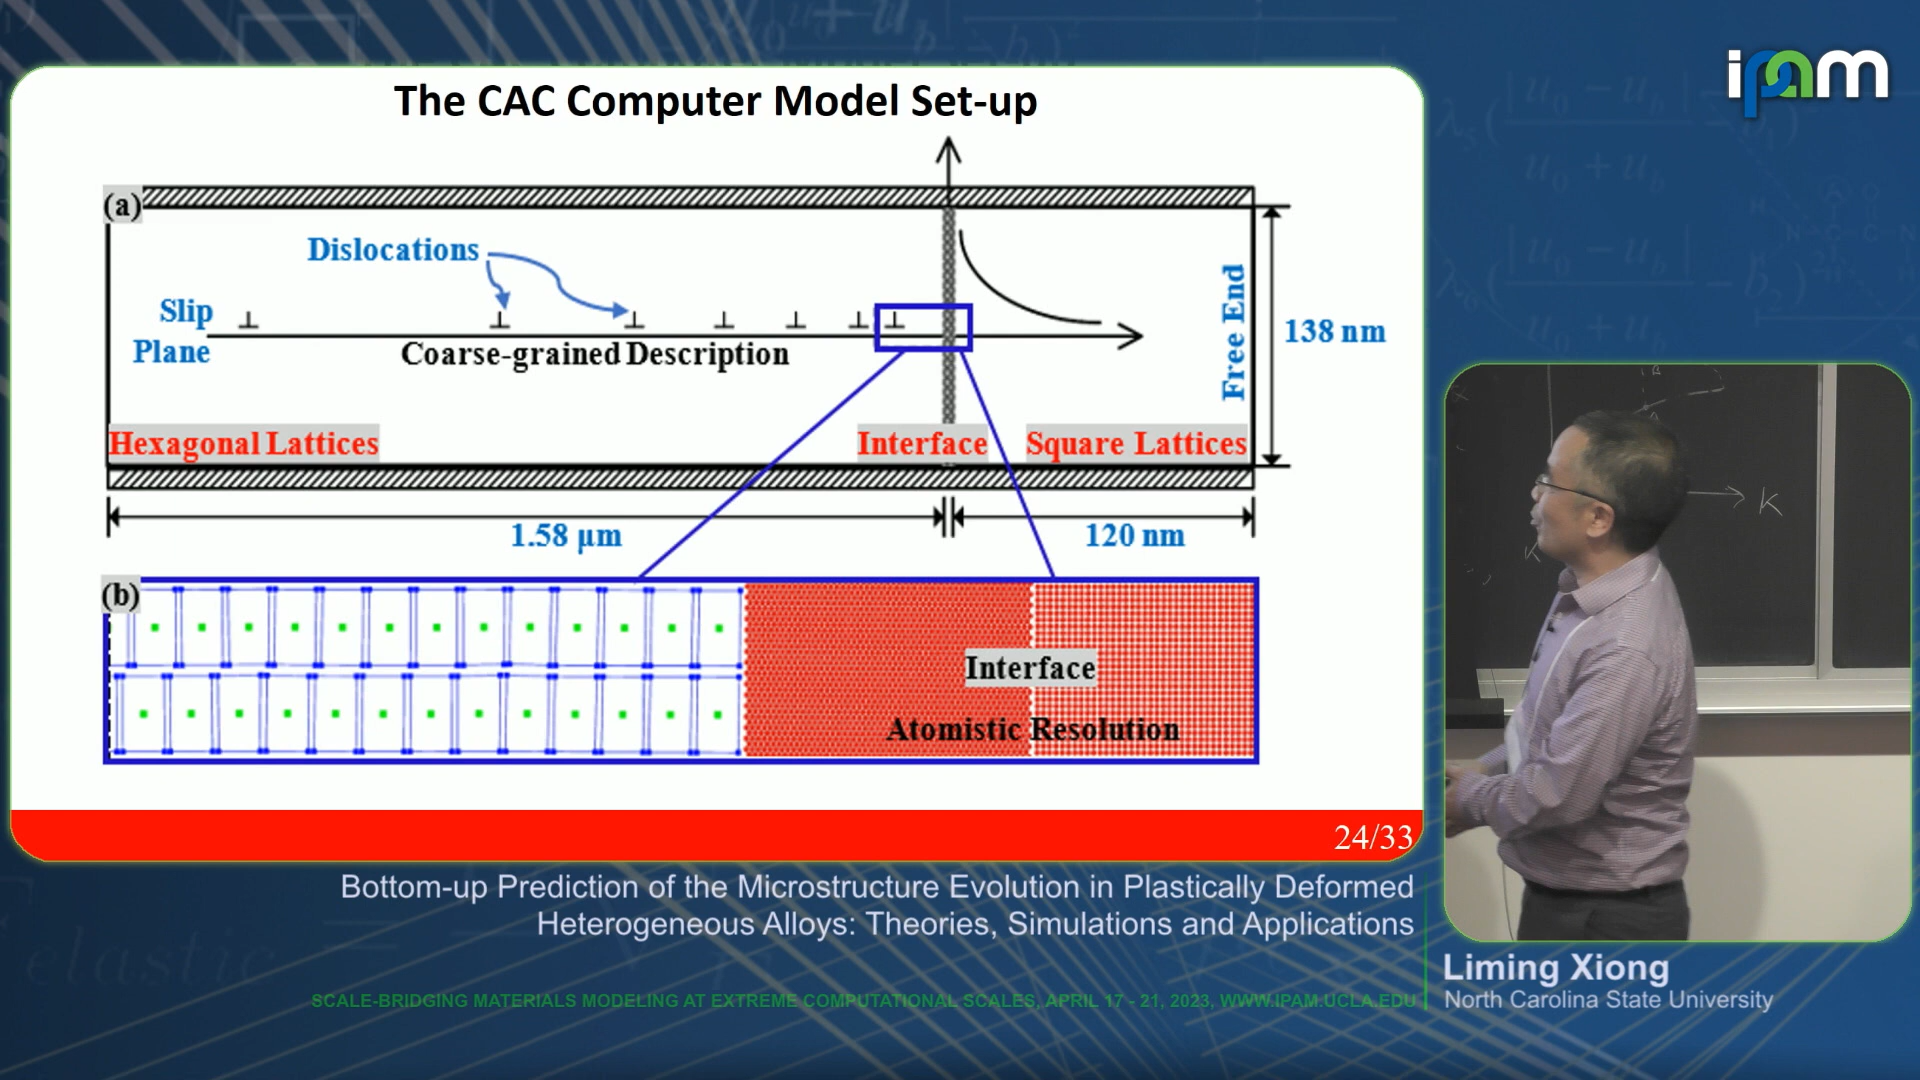 ipam
The CAC Computer Model Set-up
(a)
Dislocations
Slip
Plane
Coarse-grained Description
Free End
138 nm
Hexagonal Lattices
Interface
Square Lattices
1.58 μm
120 nm
(b)
Interface
Atomistic Resolution
24/33
K
Bottom-up Prediction of the Microstructure Evolution in Plastically Deformed
Heterogeneous Alloys: Theories, Simulations and Applications
Liming Xiong
North Carolina State University
SCALE-BRIDGING MATERIALS MODELING AT EXTREME COMPUTATIONAL SCALES, APRIL 17 - 21, 2023, WWW.IPAM.UCLA.EDU
elastic